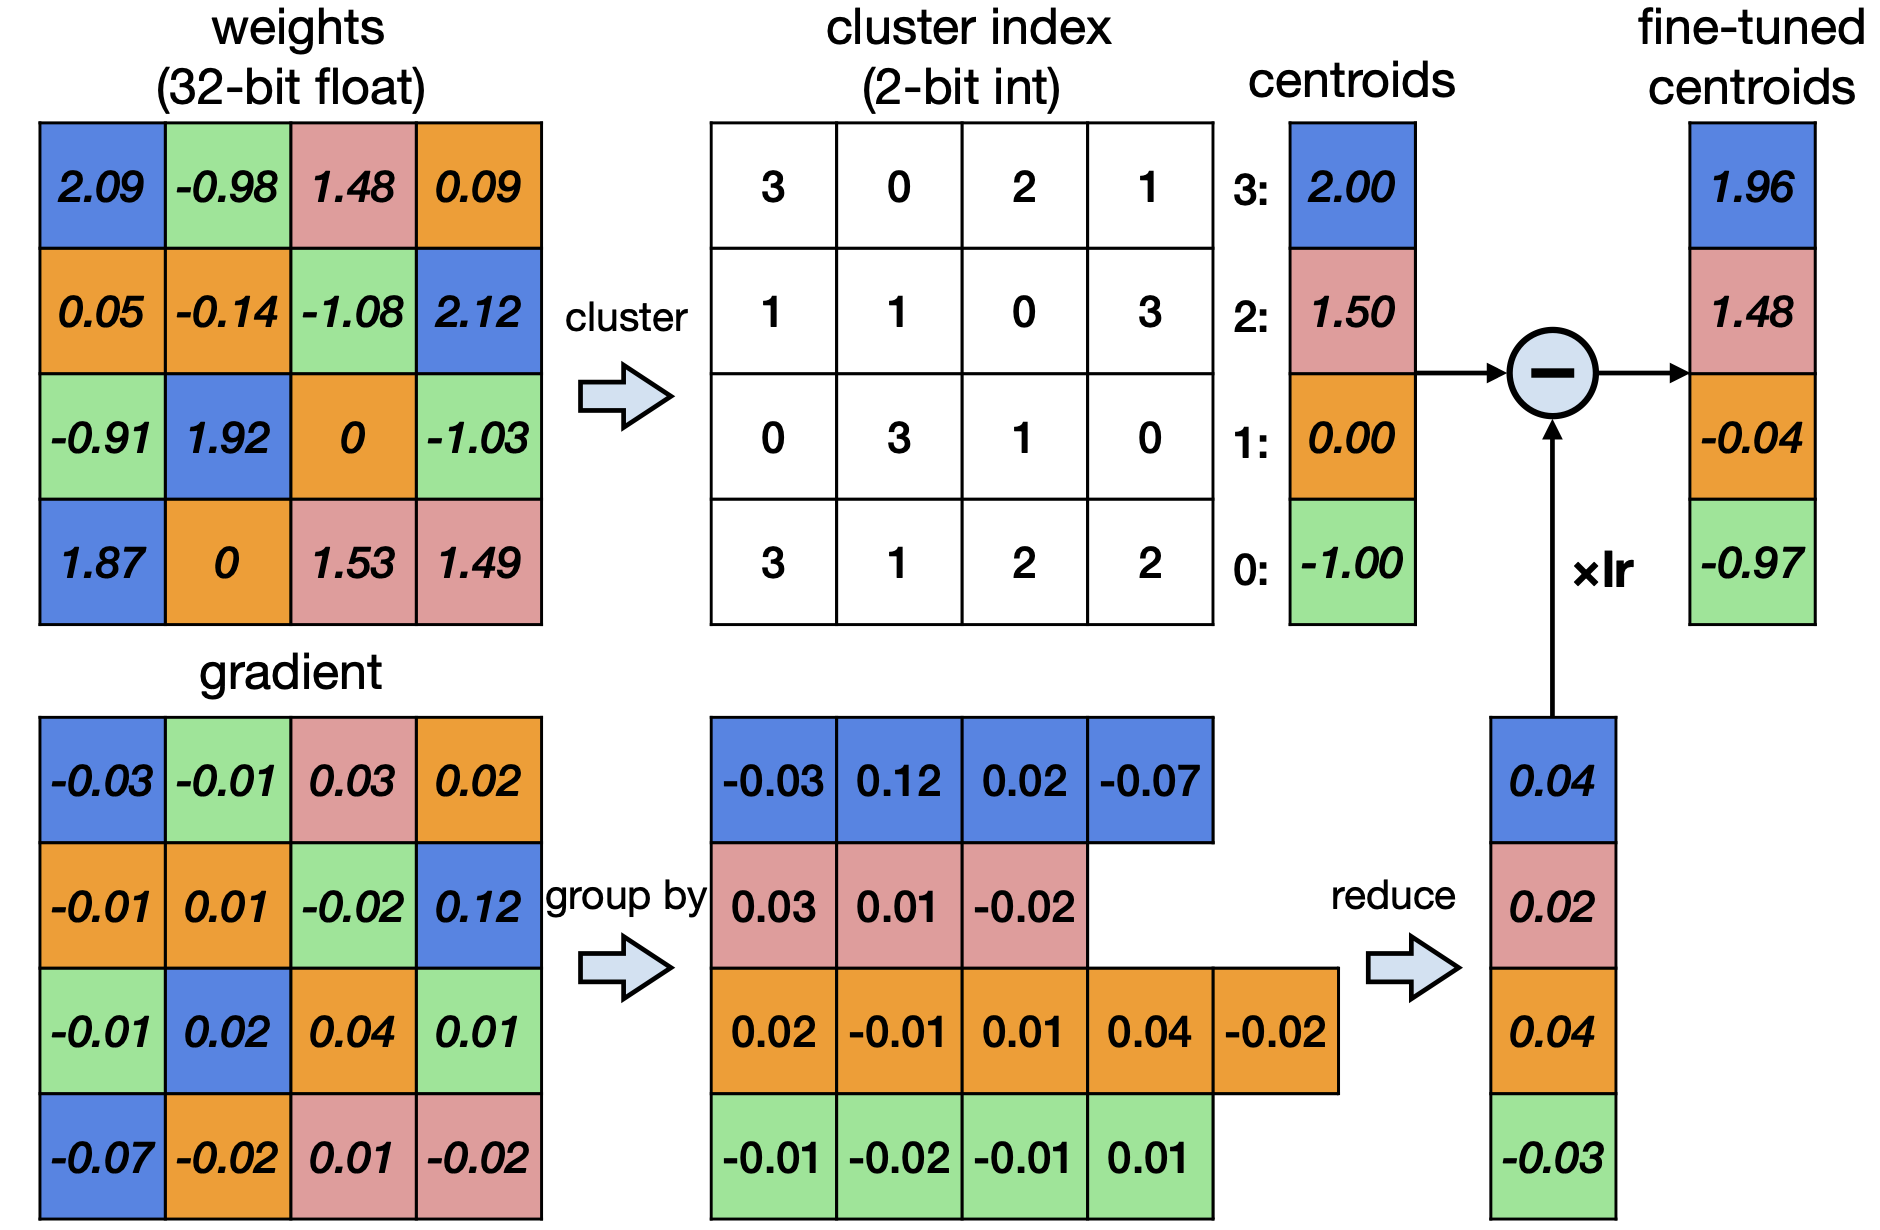 weights
(32-bit float)
cluster index
(2-bit int)
centroids
fine-tuned
centroids
2.09 -0.98 1.48 0.09
0.05 -0.14 -1.08 2.12
-0.91 1.92 0 -1.03
1.87 0 1.53 1.49
cluster
3 0 2 1
1 1 0 3
0 3 1 0
3 1 2 2
3: 2.00
2: 1.50
1: 0.00
0: -1.00
1.96
1.48
-0.04
-0.97
×lr
gradient
-0.03 -0.01 0.03 0.02
-0.01 0.01 -0.02 0.12
-0.01 0.02 0.04 0.01
-0.07 -0.02 0.01 -0.02
group by
-0.03 0.12 0.02 -0.07
0.03 0.01 -0.02
0.02 -0.01 0.01 0.04 -0.02
-0.01 -0.02 -0.01 0.01
reduce
0.04
0.02
0.04
-0.03